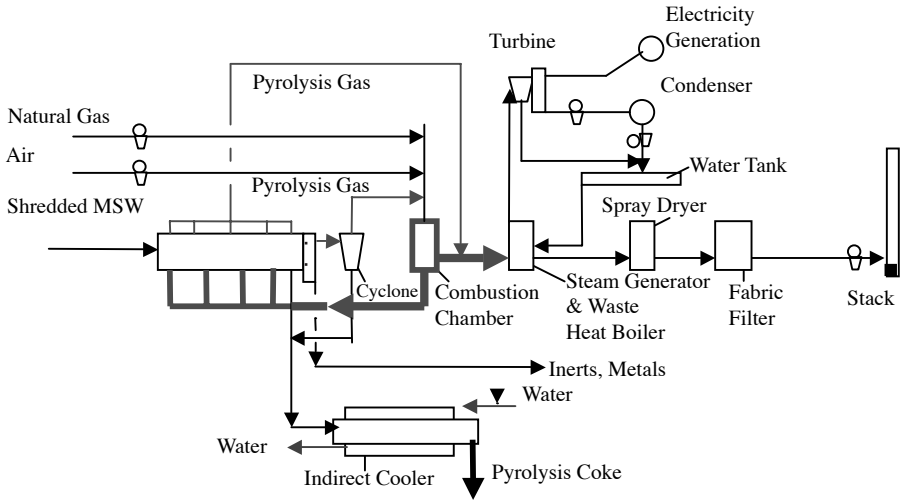 Electricity
Generation
Turbine
Condenser
Pyrolysis Gas
Natural Gas
Air
Water Tank
Pyrolysis Gas
Shredded MSW
Spray Dryer
Cyclone
Combustion
Chamber
Steam Generator
& Waste
Heat Boiler
Fabric
Filter
Stack
Inerts, Metals
Water
Water
Indirect Cooler
Pyrolysis Coke